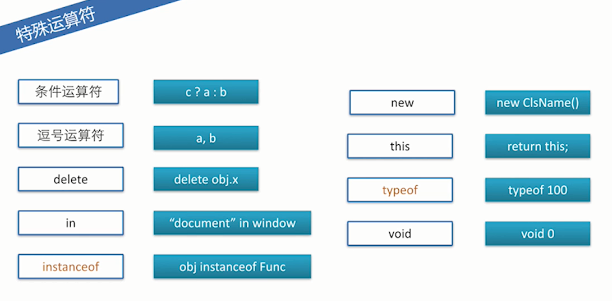 特殊运算符
条件运算符
c ? a : b
逗号运算符
a, b
delete
delete obj.x
in
“document” in window
instanceof
obj instanceof Func
new
new ClsName()
this
return this;
typeof
typeof 100
void
void 0